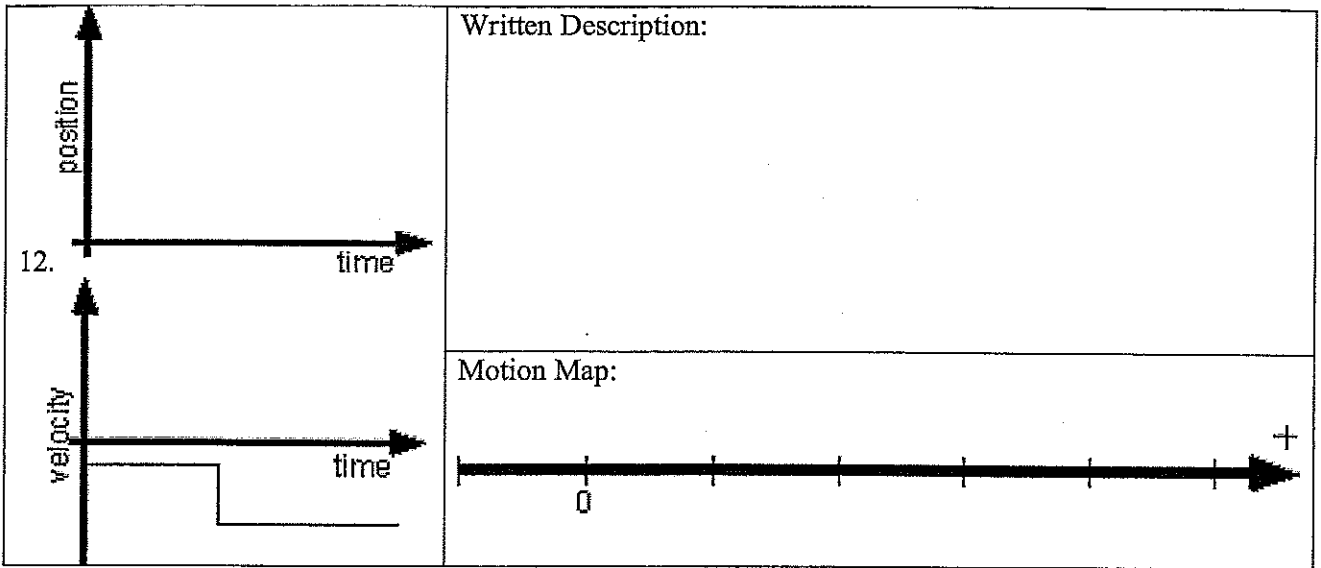 12.
position
time
velocity
time
Written Description:
Motion Map:
+
0